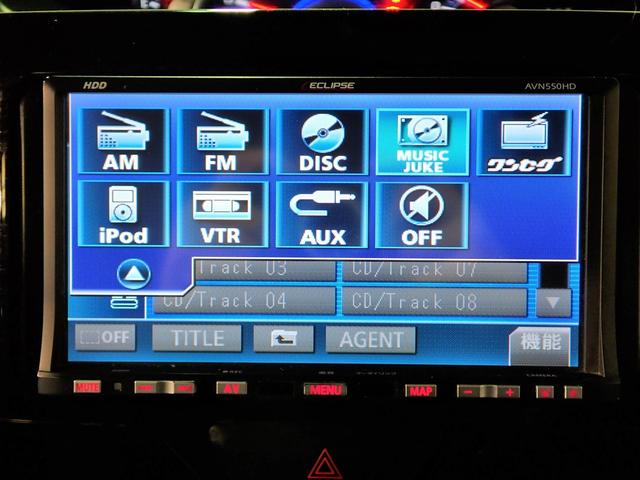 HDD ECLIPSE AVN550HD
AM FM DISC MUSIC JUKE ワンセグ
iPod VTR AUX OFF
Track 03 CD/Track 07
CD/Track 04 CD/Track 08
OFF TITLE AGENT 機能
MUTE AV MENU MAP - +